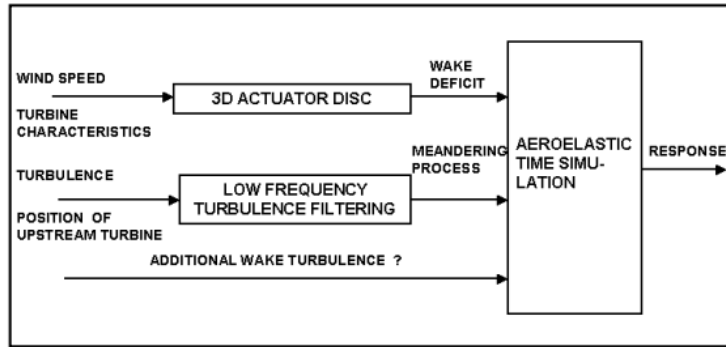 WIND SPEED
TURBINE
CHARACTERISTICS
3D ACTUATOR DISC
WAKE
DEFICIT
TURBULENCE
POSITION OF
UPSTREAM TURBINE
LOW FREQUENCY
TURBULENCE FILTERING
MEANDERING
PROCESS
ADDITIONAL WAKE TURBULENCE ?
AEROELASTIC
TIME SIMU-
LATION
RESPONSE